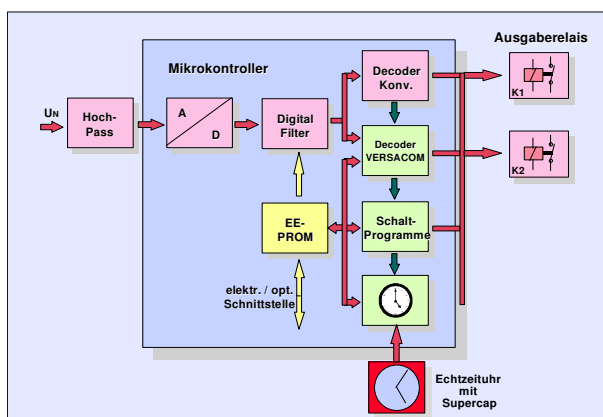 Ausgaberelais
Mikrokontroller
Decoder
Konv.
K1
UN
Hoch-
Pass
A
D
Digital
Filter
Decoder
VERSACOM
K2
EE-
PROM
Schalt-
Programme
elektr. / opt.
Schnittstelle
Echtzeituhr
mit
Supercap